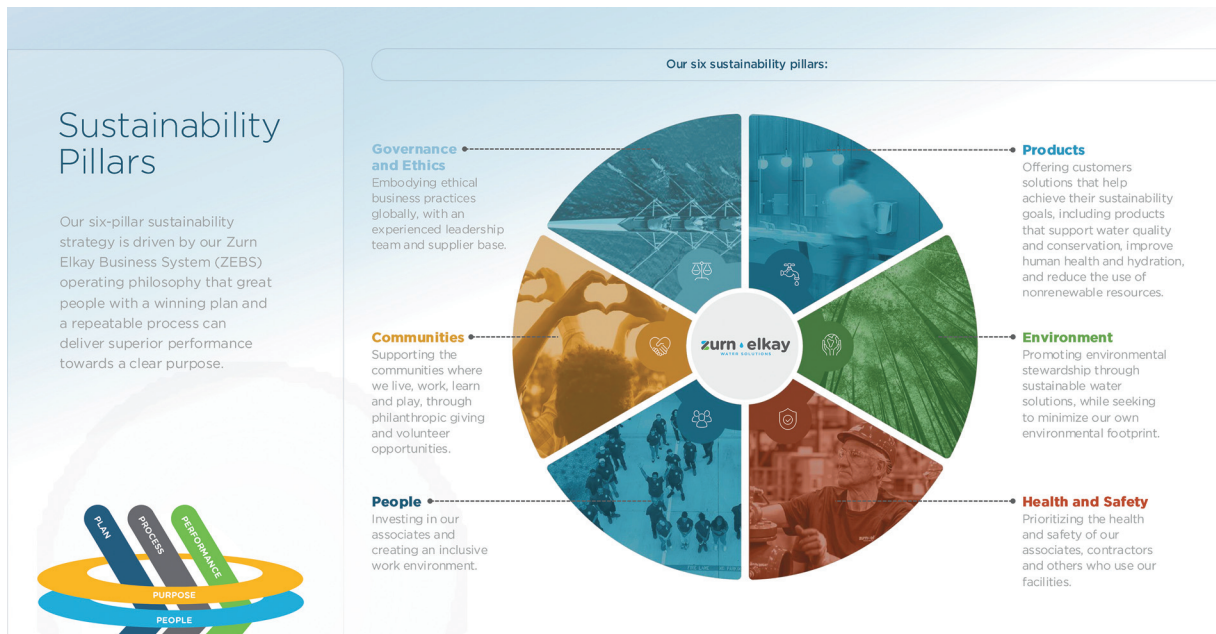 Our six sustainability pillars:
Sustainability
Pillars
Our six-pillar sustainability
strategy is driven by our Zurn
Elkay Business System (ZEBS)
operating philosophy that great
people with a winning plan and
a repeatable process can
deliver superior performance
towards a clear purpose.
PLAN
PROCESS
PERFORMANCE
PURPOSE
PEOPLE
Governance
and Ethics
Embodying ethical
business practices
globally, with an
experienced leadership
team and supplier base.
Communities
Supporting the
communities where
we live, work, learn
and play, through
philanthropic giving
and volunteer
opportunities.
People
Investing in our
associates and
creating an inclusive
work environment.
zurn elkay
WATER SOLUTIONS
Products
Offering customers
solutions that help
achieve their sustainability
goals, including products
that support water quality
and conservation, improve
human health and hydration,
and reduce the use of
nonrenewable resources.
Environment
Promoting environmental
stewardship through
sustainable water
solutions, while seeking
to minimize our own
environmental footprint.
Health and Safety
Prioritizing the health
and safety of our
associates, contractors
and others who use our
facilities.